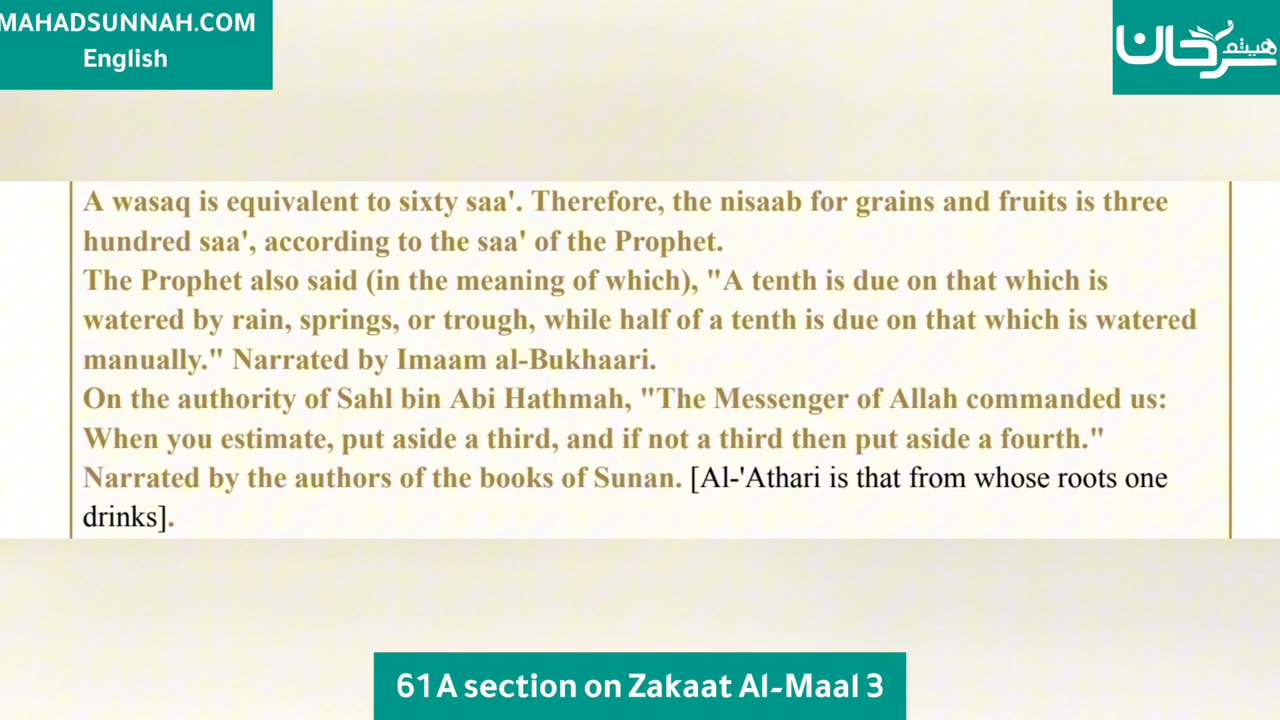 MAHADSUNNAH.COM
English
هيثم
سرحان
A wasaq is equivalent to sixty saa'. Therefore, the nisaab for grains and fruits is three
hundred saa', according to the saa' of the Prophet.
The Prophet also said (in the meaning of which), "A tenth is due on that which is
watered by rain, springs, or trough, while half of a tenth is due on that which is watered
manually." Narrated by Imaam al-Bukhaari.
On the authority of Sahl bin Abi Hathmah, "The Messenger of Allah commanded us:
When you estimate, put aside a third, and if not a third then put aside a fourth."
Narrated by the authors of the books of Sunan. [Al-'Athari is that from whose roots one
drinks].
61 A section on Zakaat Al-Maal 3